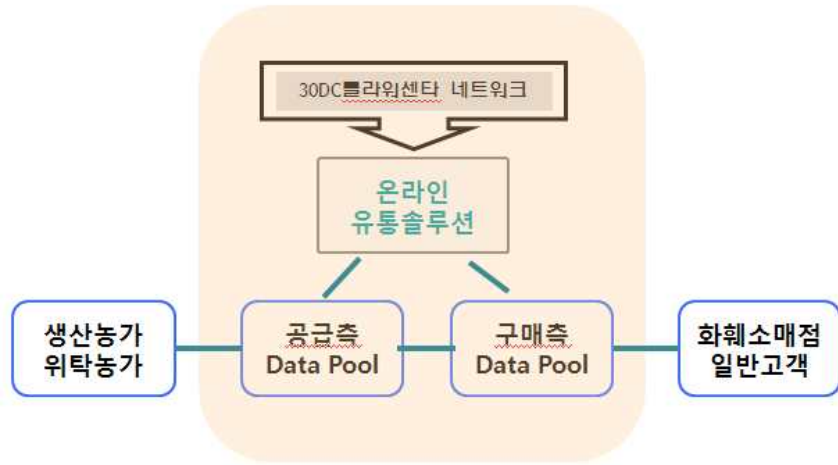 30DC플라워센타 네트워크
온라인
유통솔루션
생산농가
위탁농가
공급측
Data Pool
구매측
Data Pool
화훼소매점
일반고객